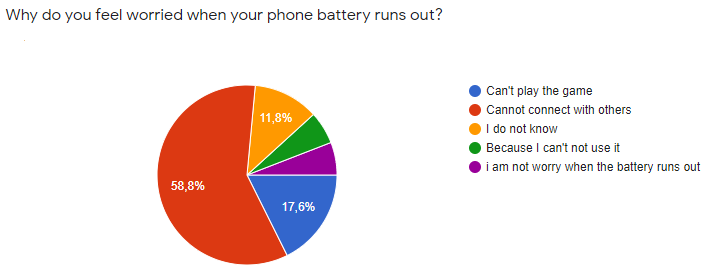 Why do you feel worried when your phone battery runs out?
Can't play the game
Cannot connect with others
I do not know
Because I can't not use it
i am not worry when the battery runs out
11,8%
58,8%
17,6%